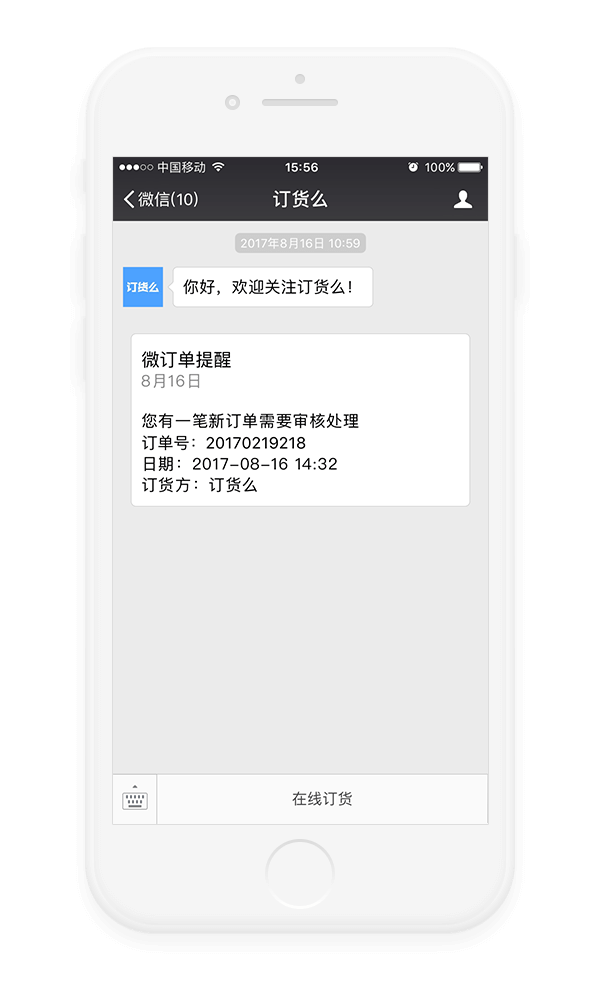 中国移动 15:56 100%
微信(10) 订货么
2017年8月16日 10:59
订货么 你好，欢迎关注订货么！
微订单提醒
8月16日
您有一笔新订单需要审核处理
订单号：20170219218
日期：2017-08-16 14:32
订货方：订货么
在线订货